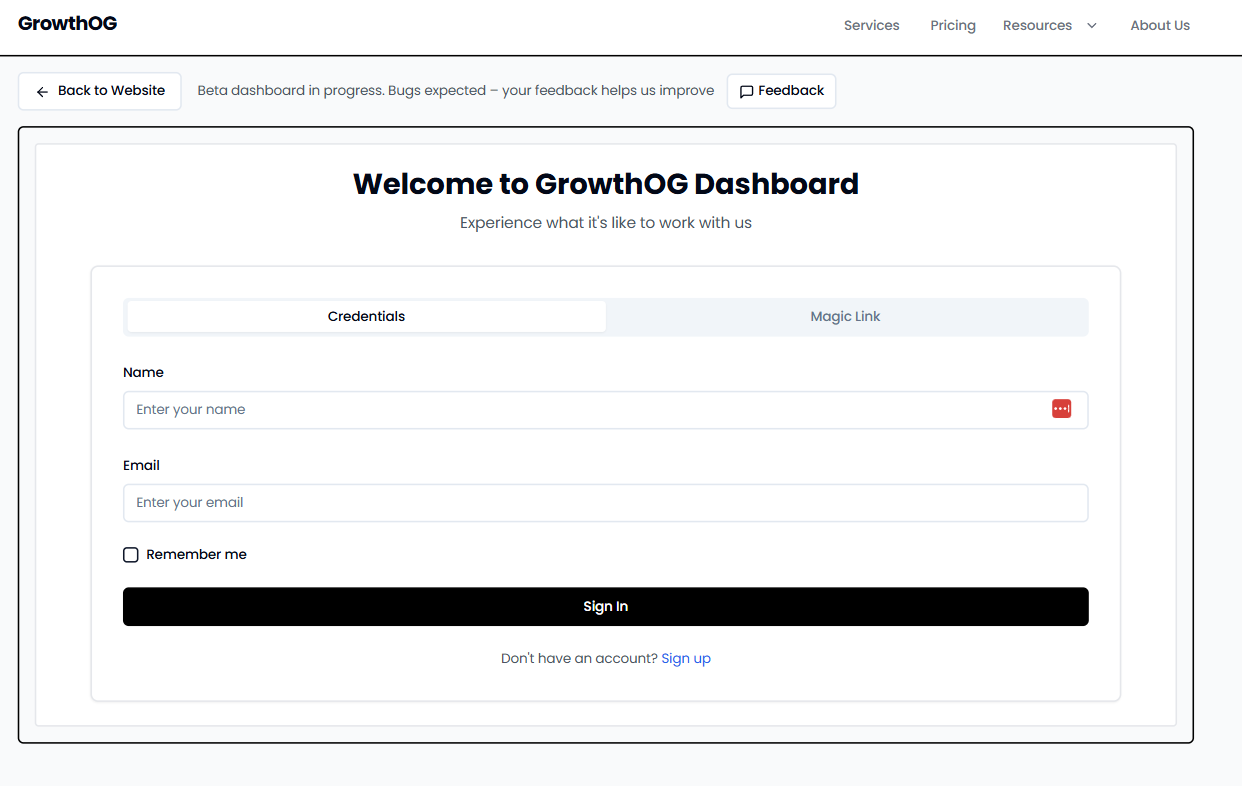 GrowthOG
Services Pricing Resources About Us
Back to Website
Beta dashboard in progress. Bugs expected – your feedback helps us improve
Feedback
Welcome to GrowthOG Dashboard
Experience what it's like to work with us
Credentials
Magic Link
Name
Enter your name
Email
Enter your email
Remember me
Sign In
Don't have an account? Sign up